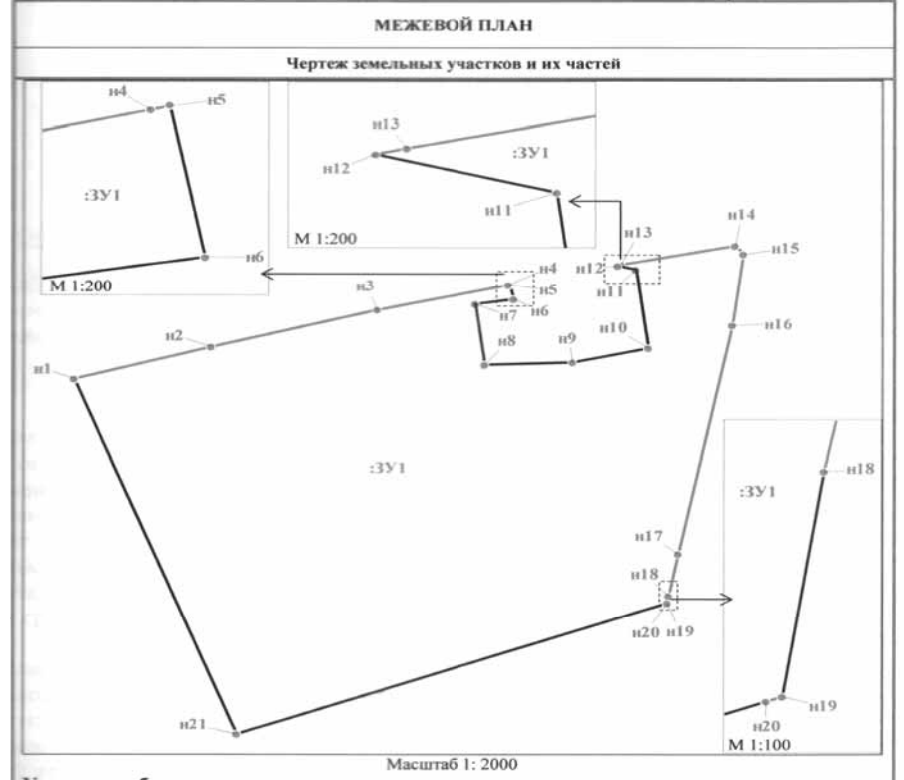 МЕЖЕВОЙ ПЛАН
Чертеж земельных участков и их частей
н4
н5
:ЗУ1
н6
М 1:200
н13
н12
:ЗУ1
н11
М 1:200
н14
н13
н15
н12
н11
н4
н5
н3
н6
н7
н16
н2
н10
н9
н8
н1
:ЗУ1
н18
:ЗУ1
н17
н18
н20 н19
н19
н20
н21
М 1:100
Масштаб 1: 2000